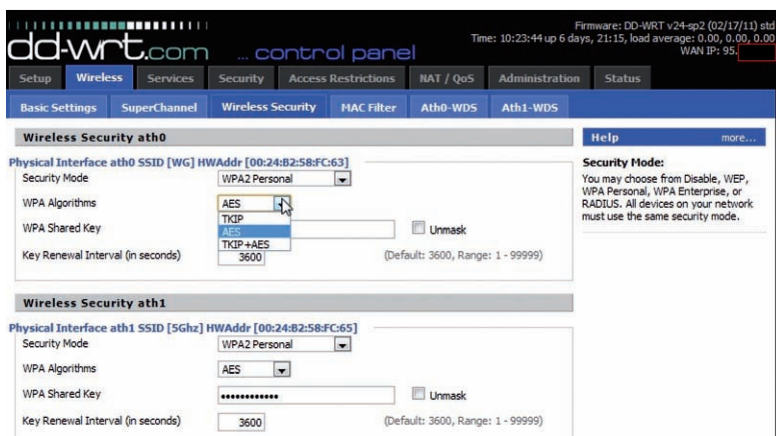 Firmware: DD-WRT v24-sp2 (02/17/11) std
Time: 10:23:44 up 6 days, 21:15, load average: 0.00, 0.00, 0.00
WAN IP: 95.
dd-wrt.com ... control panel
Setup Wireless Services Security Access Restrictions NAT / QoS Administration Status
Basic Settings SuperChannel Wireless Security MAC Filter Ath0-WDS Ath1-WDS
Wireless Security ath0
Physical Interface ath0 SSID [WG] HWAddr [00:24:B2:58:FC:63]
Security Mode WPA2 Personal
WPA Algorithms AES
TKIP
AES
TKIP+AES
WPA Shared Key Unmask
Key Renewal Interval (in seconds) 3600 (Default: 3600, Range: 1 - 99999)
Wireless Security ath1
Physical Interface ath1 SSID [5Ghz] HWAddr [00:24:B2:58:FC:65]
Security Mode WPA2 Personal
WPA Algorithms AES
WPA Shared Key •••••••••••• Unmask
Key Renewal Interval (in seconds) 3600 (Default: 3600, Range: 1 - 99999)
Help more...
Security Mode:
You may choose from Disable, WEP,
WPA Personal, WPA Enterprise, or
RADIUS. All devices on your network
must use the same security mode.